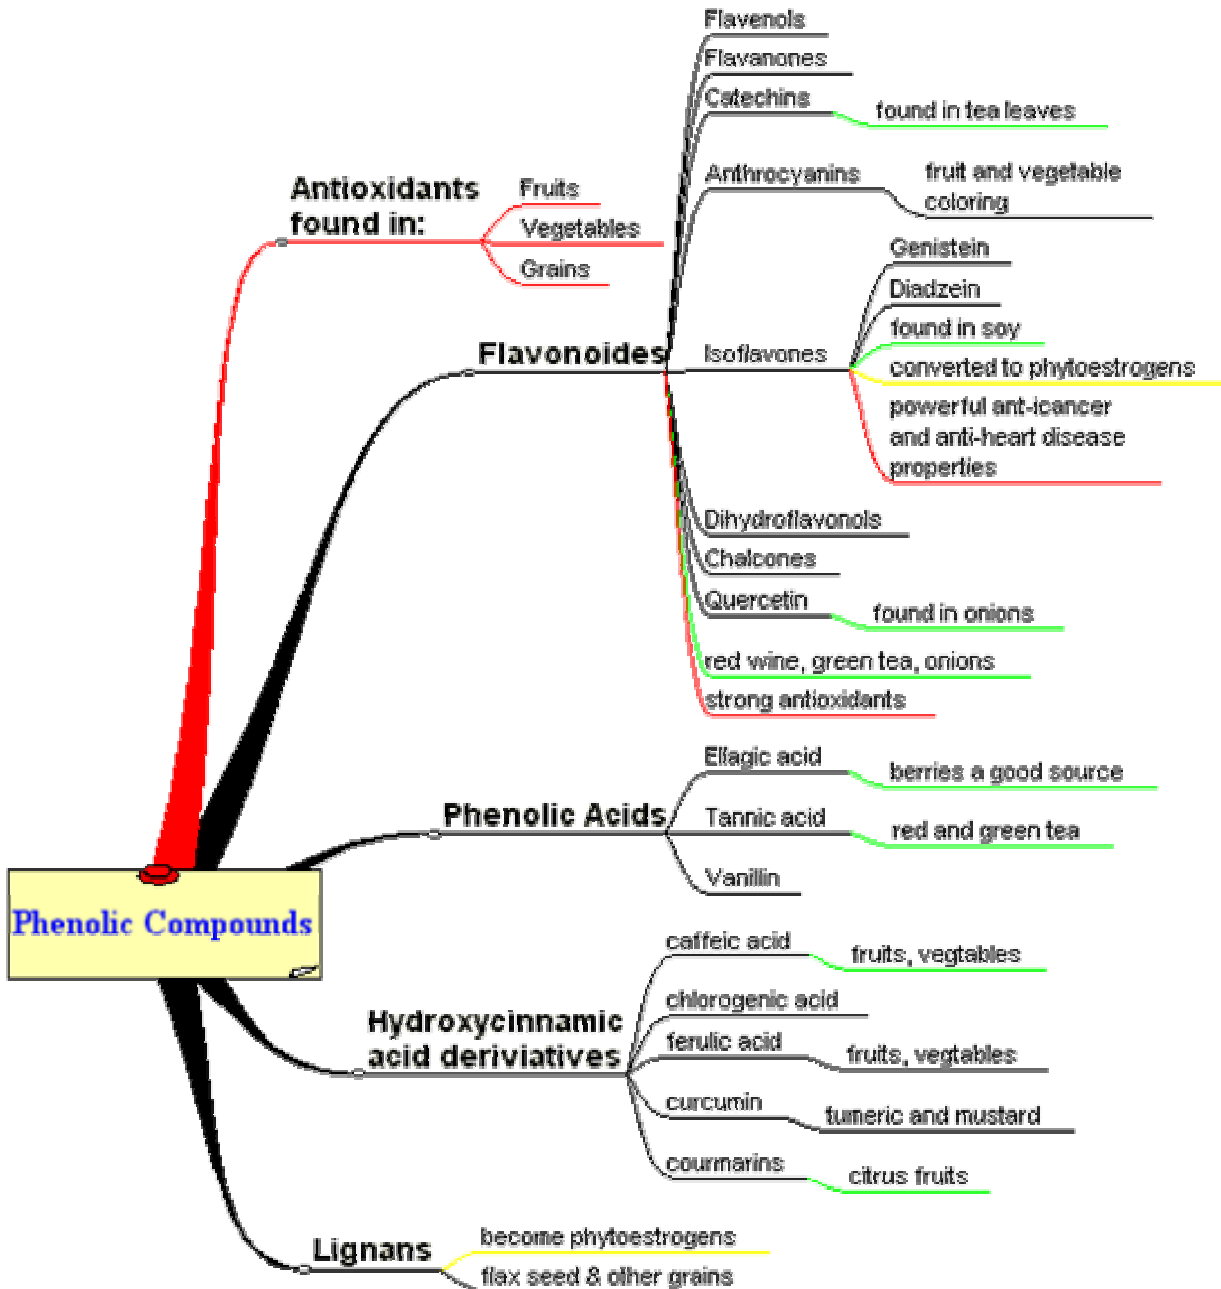 Flavenols
Flavanones
Catechins
found in tea leaves
Anthrocyanins
fruit and vegetable
coloring
Antioxidants
found in:
Fruits
Vegetables
Grains
Flavonoides
Isoflavones
Genistein
Diadzein
found in soy
converted to phytoestrogens
powerful ant-icancer
and anti-heart disease
properties
Dihydroflavonols
Chalcones
Quercetin
found in onions
red wine, green tea, onions
strong antioxidants
Phenolic Acids
Ellagic acid
berries a good source
Tannic acid
red and green tea
Vanillin
Phenolic Compounds
Hydroxycinnamic
acid deriviatives
caffeic acid
fruits, vegtables
chlorogenic acid
ferulic acid
fruits, vegtables
curcumin
tumeric and mustard
courmarins
citrus fruits
Lignans
become phytoestrogens
flax seed & other grains